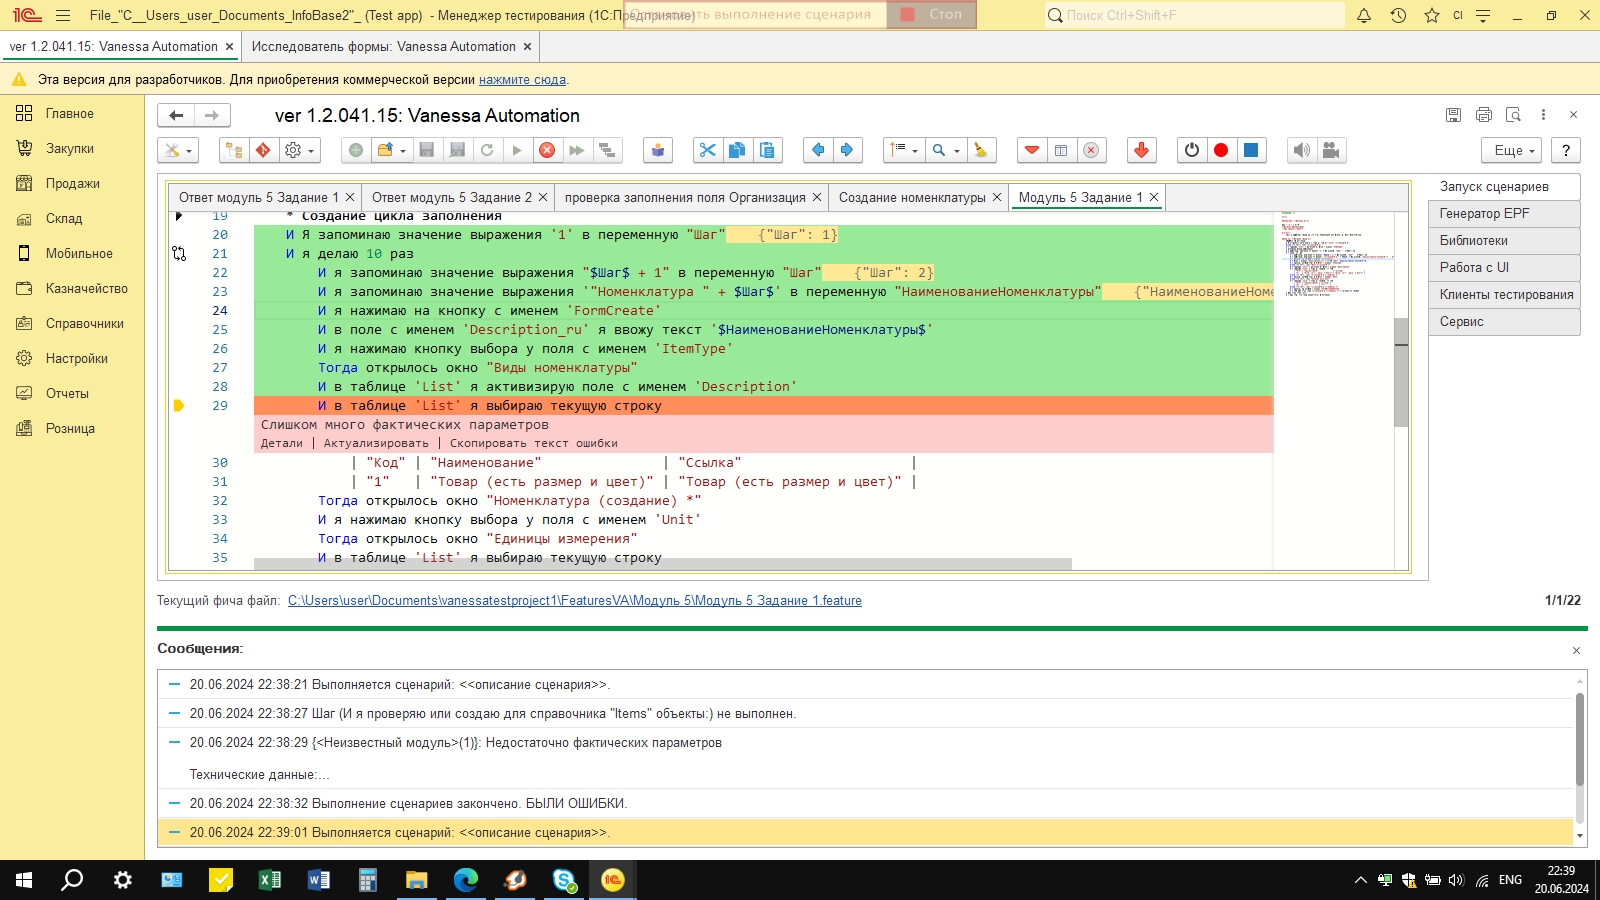 File_"C__Users_user_Documents_InfoBase2"_ (Test app) - Менеджер тестирования (1С:Предприятие)
выполнение сценария
Стоп
Поиск Ctrl+Shift+F
CI
ver 1.2.041.15: Vanessa Automation
Исследователь формы: Vanessa Automation
Эта версия для разработчиков. Для приобретения коммерческой версии нажмите сюда.
Главное
Закупки
Продажи
Склад
Мобильное
Казначейство
Справочники
Настройки
Отчеты
Розница
ver 1.2.041.15: Vanessa Automation
Еще
?
Ответ модуль 5 Задание 1
Ответ модуль 5 Задание 2
проверка заполнения поля Организация
Создание номенклатуры
Модуль 5 Задание 1
19 * Создание цикла заполнения
20 И Я запоминаю значение выражения '1' в переменную "Шаг" {"Шаг": 1}
21 И я делаю 10 раз
22 И я запоминаю значение выражения "$Шаг$ + 1" в переменную "Шаг" {"Шаг": 2}
23 И я запоминаю значение выражения '"Номенклатура " + $Шаг$' в переменную "НаименованиеНоменклатуры" {"НаименованиеНоме
24 И я нажимаю на кнопку с именем 'FormCreate'
25 И в поле с именем 'Description_ru' я ввожу текст '$НаименованиеНоменклатуры$'
26 И я нажимаю кнопку выбора у поля с именем 'ItemType'
27 Тогда открылось окно "Виды номенклатуры"
28 И в таблице 'List' я активизирую поле с именем 'Description'
29 И в таблице 'List' я выбираю текущую строку
Слишком много фактических параметров
Детали | Актуализировать | Скопировать текст ошибки
30 | "Код" | "Наименование" | "Ссылка" |
31 | "1" | "Товар (есть размер и цвет)" | "Товар (есть размер и цвет)" |
32 Тогда открылось окно "Номенклатура (создание) *"
33 И я нажимаю кнопку выбора у поля с именем 'Unit'
34 Тогда открылось окно "Единицы измерения"
35 И в таблице 'List' я выбираю текущую строку
Запуск сценариев
Генератор EPF
Библиотеки
Работа с UI
Клиенты тестирования
Сервис
Текущий фича файл: C:\Users\user\Documents\vanessatestproject1\FeaturesVA\Модуль 5\Модуль 5 Задание 1.feature
1/1/22
Сообщения:
20.06.2024 22:38:21 Выполняется сценарий: <<описание сценария>>.
20.06.2024 22:38:27 Шаг (И я проверяю или создаю для справочника "Items" объекты:) не выполнен.
20.06.2024 22:38:29 {<Неизвестный модуль>(1)}: Недостаточно фактических параметров
Технические данные:...
20.06.2024 22:38:32 Выполнение сценариев закончено. БЫЛИ ОШИБКИ.
20.06.2024 22:39:01 Выполняется сценарий: <<описание сценария>>.
ENG
22:39
20.06.2024